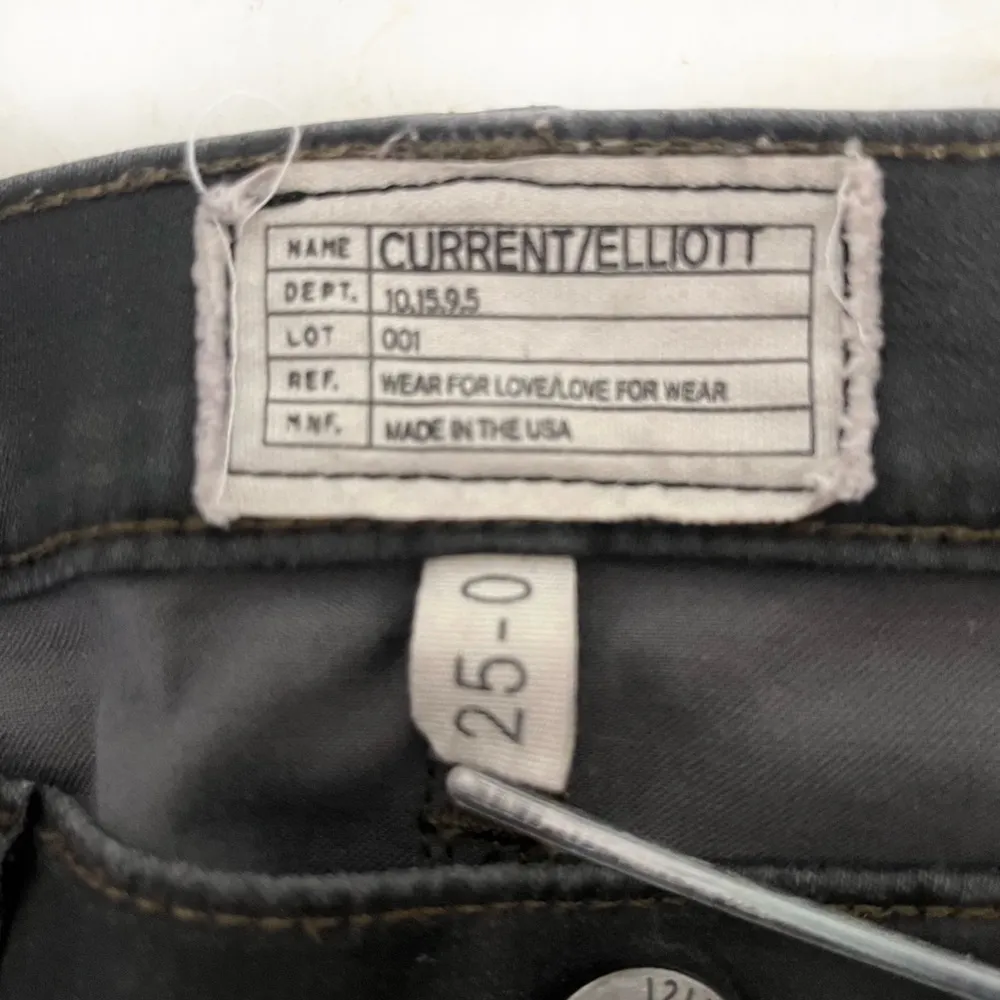 NAME CURRENT/ELLIOTT
DEPT. 10.15.9.5
LOT 001
REF. WEAR FOR LOVE/LOVE FOR WEAR
MNF. MADE IN THE USA
25-0